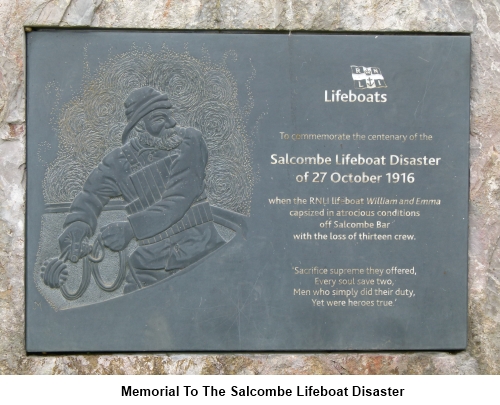 R N
L I
Lifeboats
To commemorate the centenary of the
Salcombe Lifeboat Disaster
of 27 October 1916
when the RNLI lifeboat William and Emma
capsized in atrocious conditions
off Salcombe Bar
with the loss of thirteen crew.
'Sacrifice supreme they offered,
Every soul save two,
Men who simply did their duty,
Yet were heroes true'
Memorial To The Salcombe Lifeboat Disaster